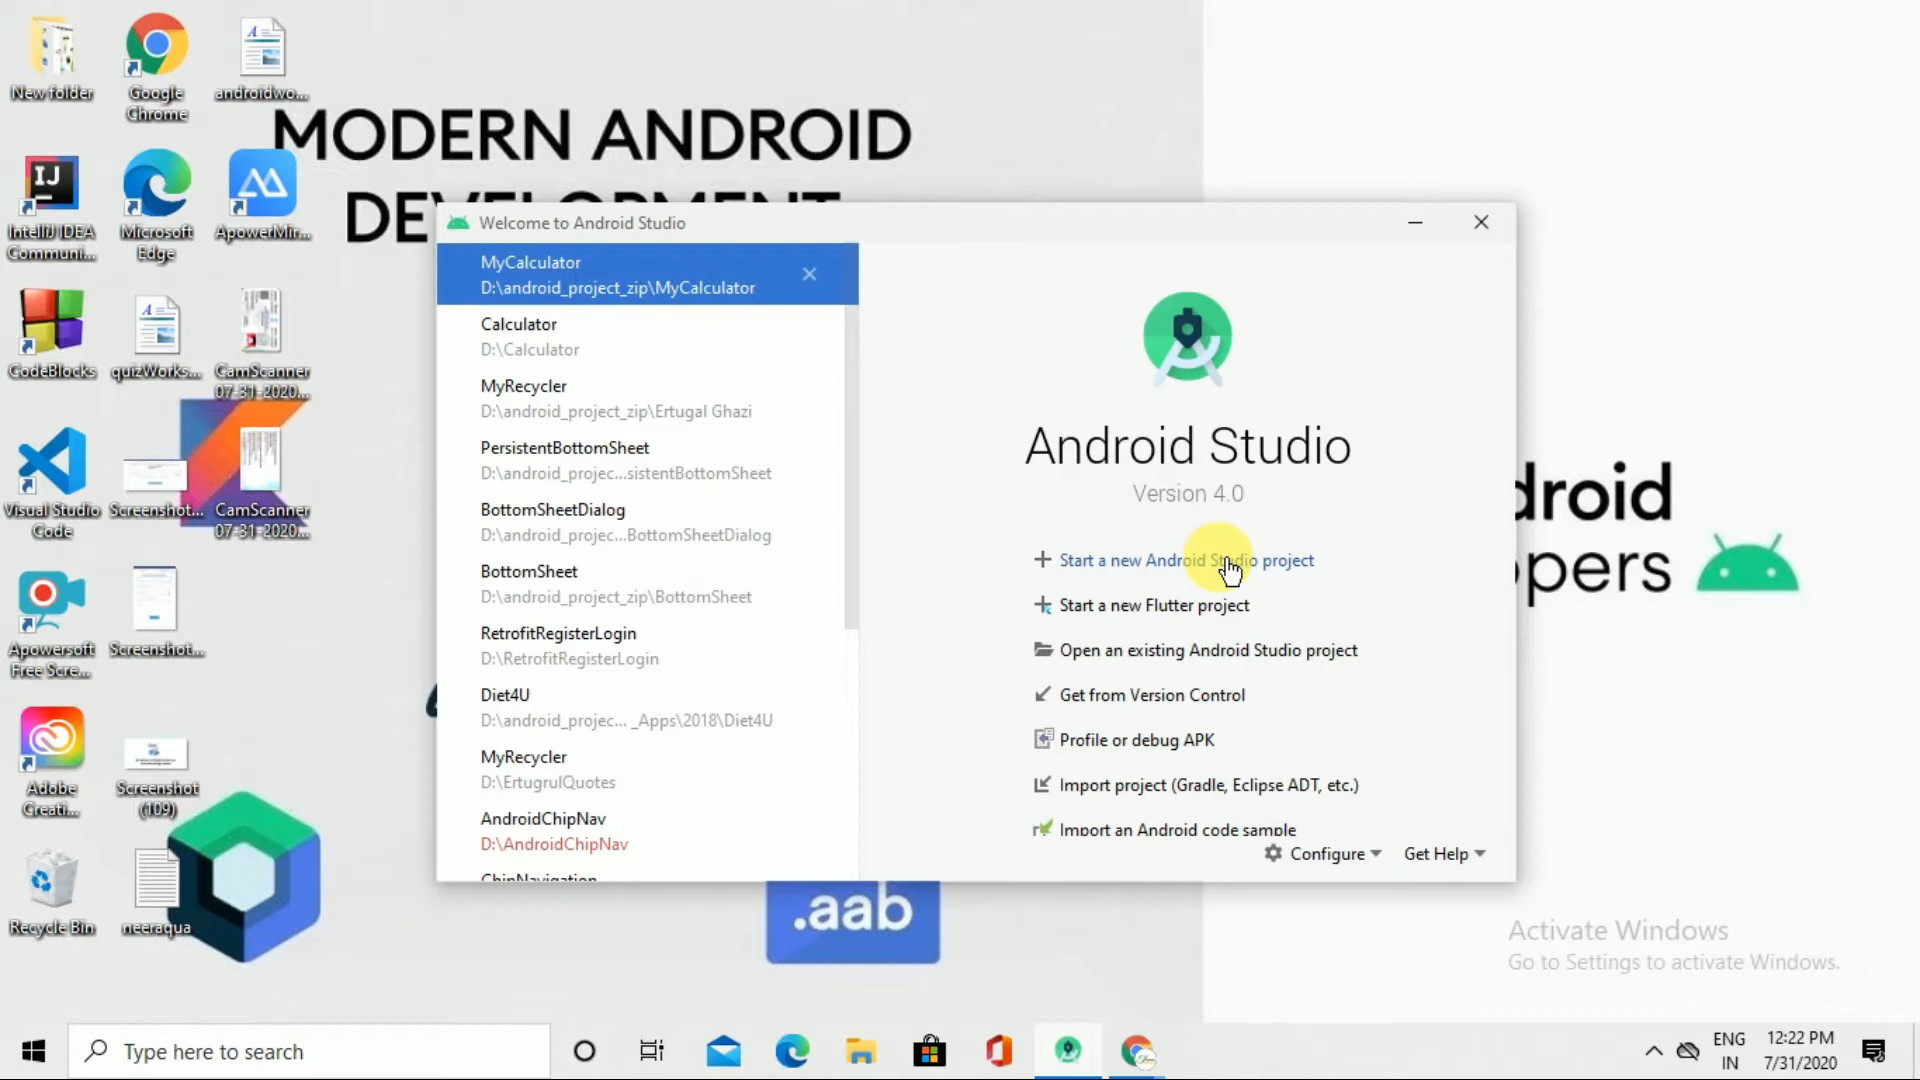 New folder
Google
Chrome
androidwo...
MODERN ANDROID
IJ
IntelliJ IDEA
Communi...
Microsoft
Edge
ApowerMir...
CodeBlocks
quizWorks...
CamScanner
07-31-2020...
Visual Studio
Code
Screenshot...
CamScanner
07-31-2020...
Apowersoft
Free Scre...
Screenshot...
Adobe
Creati...
Screenshot
(109)
Recycle Bin
neeraqua
Welcome to Android Studio
MyCalculator
D:\android_project_zip\MyCalculator
Calculator
D:\Calculator
MyRecycler
D:\android_project_zip\Ertugal Ghazi
PersistentBottomSheet
D:\android_projec...sistentBottomSheet
BottomSheetDialog
D:\android_projec...BottomSheetDialog
BottomSheet
D:\android_project_zip\BottomSheet
RetrofitRegisterLogin
D:\RetrofitRegisterLogin
Diet4U
D:\android_projec... _Apps\2018\Diet4U
MyRecycler
D:\ErtugrulQuotes
AndroidChipNav
D:\AndroidChipNav
ChipNavigation
Android Studio
Version 4.0
Start a new Android Studio project
Start a new Flutter project
Open an existing Android Studio project
Get from Version Control
Profile or debug APK
Import project (Gradle, Eclipse ADT, etc.)
Import an Android code sample
Configure
Get Help
droid
pers
.aab
Activate Windows
Go to Settings to activate Windows.
Type here to search
ENG
IN
12:22 PM
7/31/2020